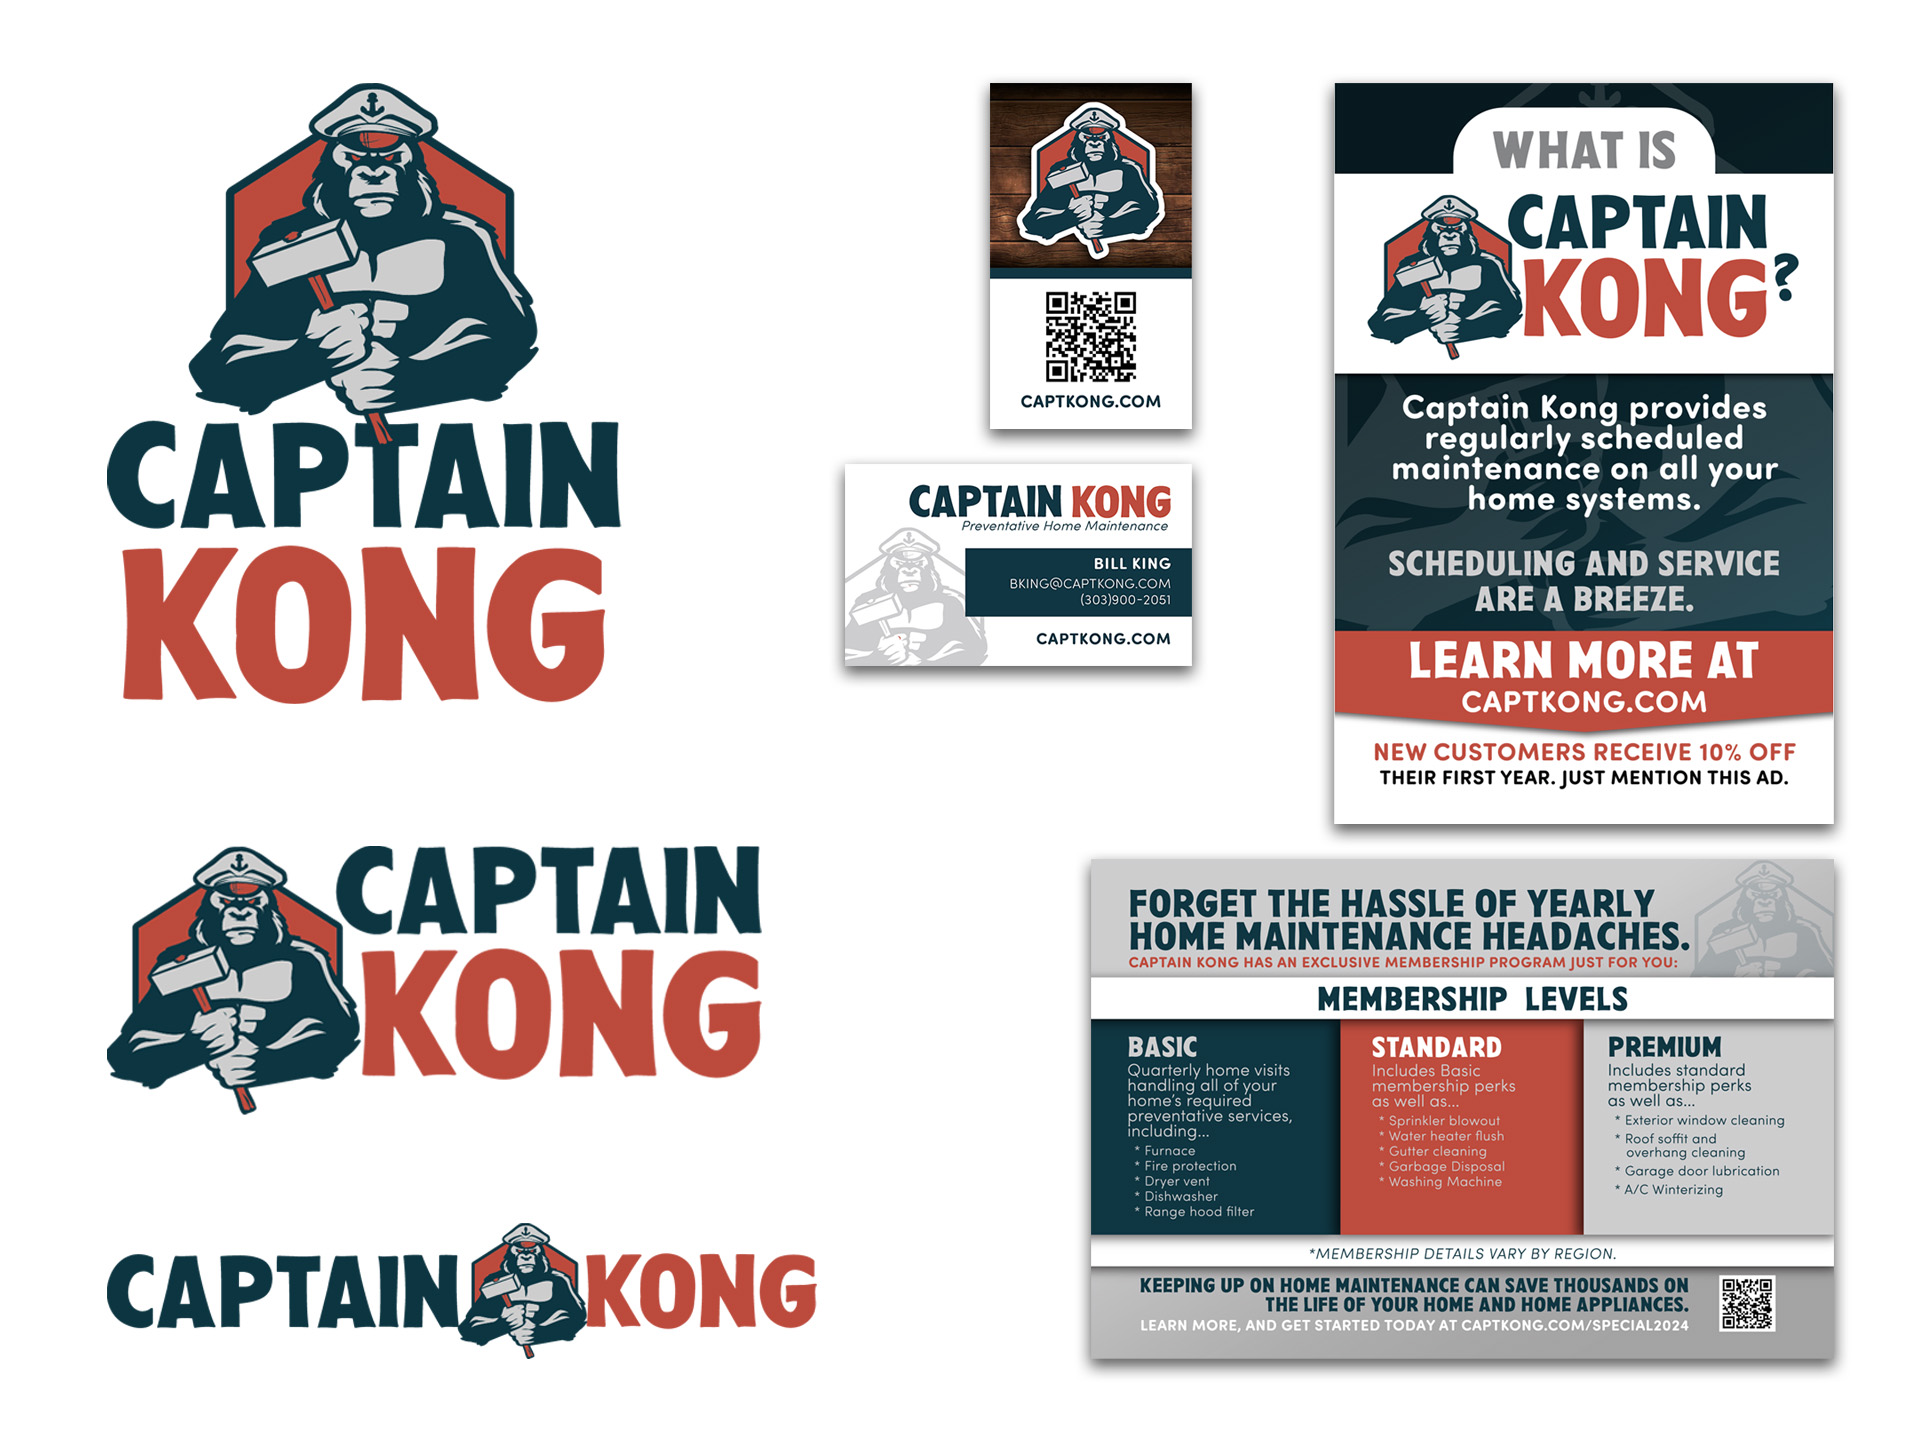 CAPTAIN
KONG
CAPTAIN
KONG
CAPTAIN KONG
CAPTKONG.COM
CAPTAIN KONG
Preventative Home Maintenance
BILL KING
BKING@CAPTKONG.COM
(303)900-2051
CAPTKONG.COM
WHAT IS
CAPTAIN
KONG?
Captain Kong provides
regularly scheduled
maintenance on all your
home systems.
SCHEDULING AND SERVICE
ARE A BREEZE.
LEARN MORE AT
CAPTKONG.COM
NEW CUSTOMERS RECEIVE 10% OFF
THEIR FIRST YEAR. JUST MENTION THIS AD.
FORGET THE HASSLE OF YEARLY
HOME MAINTENANCE HEADACHES.
CAPTAIN KONG HAS AN EXCLUSIVE MEMBERSHIP PROGRAM JUST FOR YOU:
MEMBERSHIP LEVELS
BASIC
Quarterly home visits
handling all of your
home's required
preventative services,
including...
* Furnace
* Fire protection
* Dryer vent
* Dishwasher
* Range hood filter
STANDARD
Includes Basic
membership perks
as well as...
* Sprinkler blowout
* Water heater flush
* Gutter cleaning
* Garbage Disposal
* Washing Machine
PREMIUM
Includes standard
membership perks
as well as...
* Exterior window cleaning
* Roof soffit and
overhang cleaning
* Garage door lubrication
* A/C Winterizing
*MEMBERSHIP DETAILS VARY BY REGION.
KEEPING UP ON HOME MAINTENANCE CAN SAVE THOUSANDS ON
THE LIFE OF YOUR HOME AND HOME APPLIANCES.
LEARN MORE, AND GET STARTED TODAY AT CAPTKONG.COM/SPECIAL2024